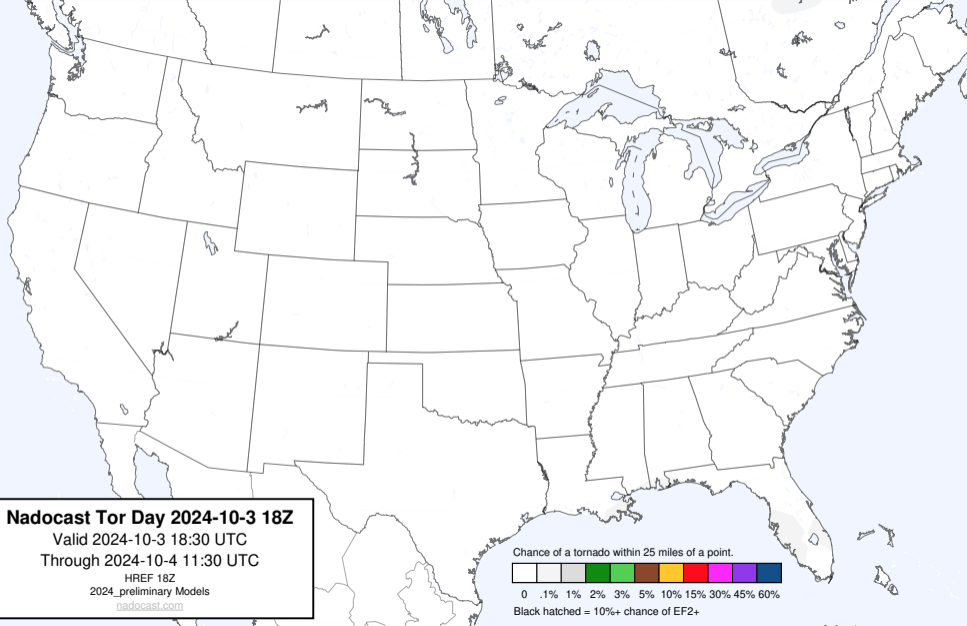 Nadocast Tor Day 2024-10-3 18Z
Valid 2024-10-3 18:30 UTC
Through 2024-10-4 11:30 UTC
HREF 18Z
2024_preliminary Models
nadocast.com
Chance of a tornado within 25 miles of a point.
0 .1% 1% 2% 3% 5% 10% 15% 30% 45% 60%
Black hatched = 10%+ chance of EF2+